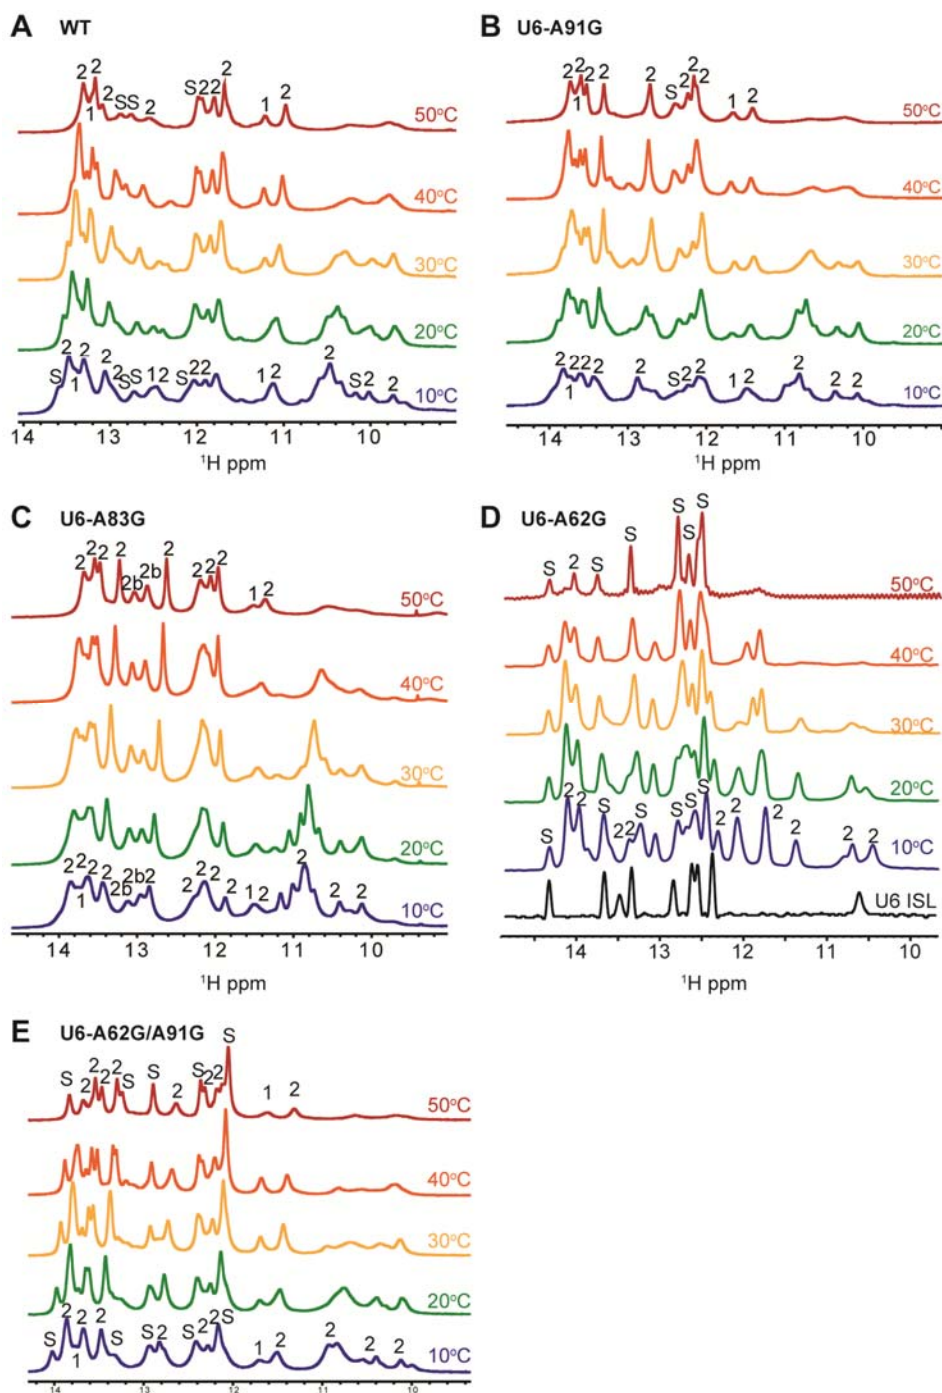 A WT
2 2 2 S S 2 S 2 2 2 1 2
1
50°C
40°C
30°C
20°C
S 2 2 2 2 S S 1 2 S 2 2 1 2 2 S 2 2
1
10°C
14 13 12 11 10
¹H ppm
B U6-A91G
2 2 2 2 2 S 2 2 2 1 2
1
50°C
40°C
30°C
20°C
2 2 2 2 2 S 2 2 1 2 2 2 2
1
10°C
14 13 12 11 10
¹H ppm
C U6-A83G
2 2 2 2 2b 2b 2 2 2 2 1 2
50°C
40°C
30°C
20°C
2 2 2 2b 2b 2 2 2 2 2 1 2 2 2 2
1
10°C
14 13 12 11 10
¹H ppm
D U6-A62G
S 2 S S S S S
50°C
40°C
30°C
20°C
S 2 2 S 2 2 S S S S 2 2 2 2 2 2
10°C
U6 ISL
14 13 12 11 10
¹H ppm
E U6-A62G/A91G
S 2 2 2 2 S S 2 S 2 2 S 1 2
50°C
40°C
30°C
20°C
S 2 2 2 S S 2 S 2 2 S 1 2 2 2 2
1
10°C
14 13 12 11 10